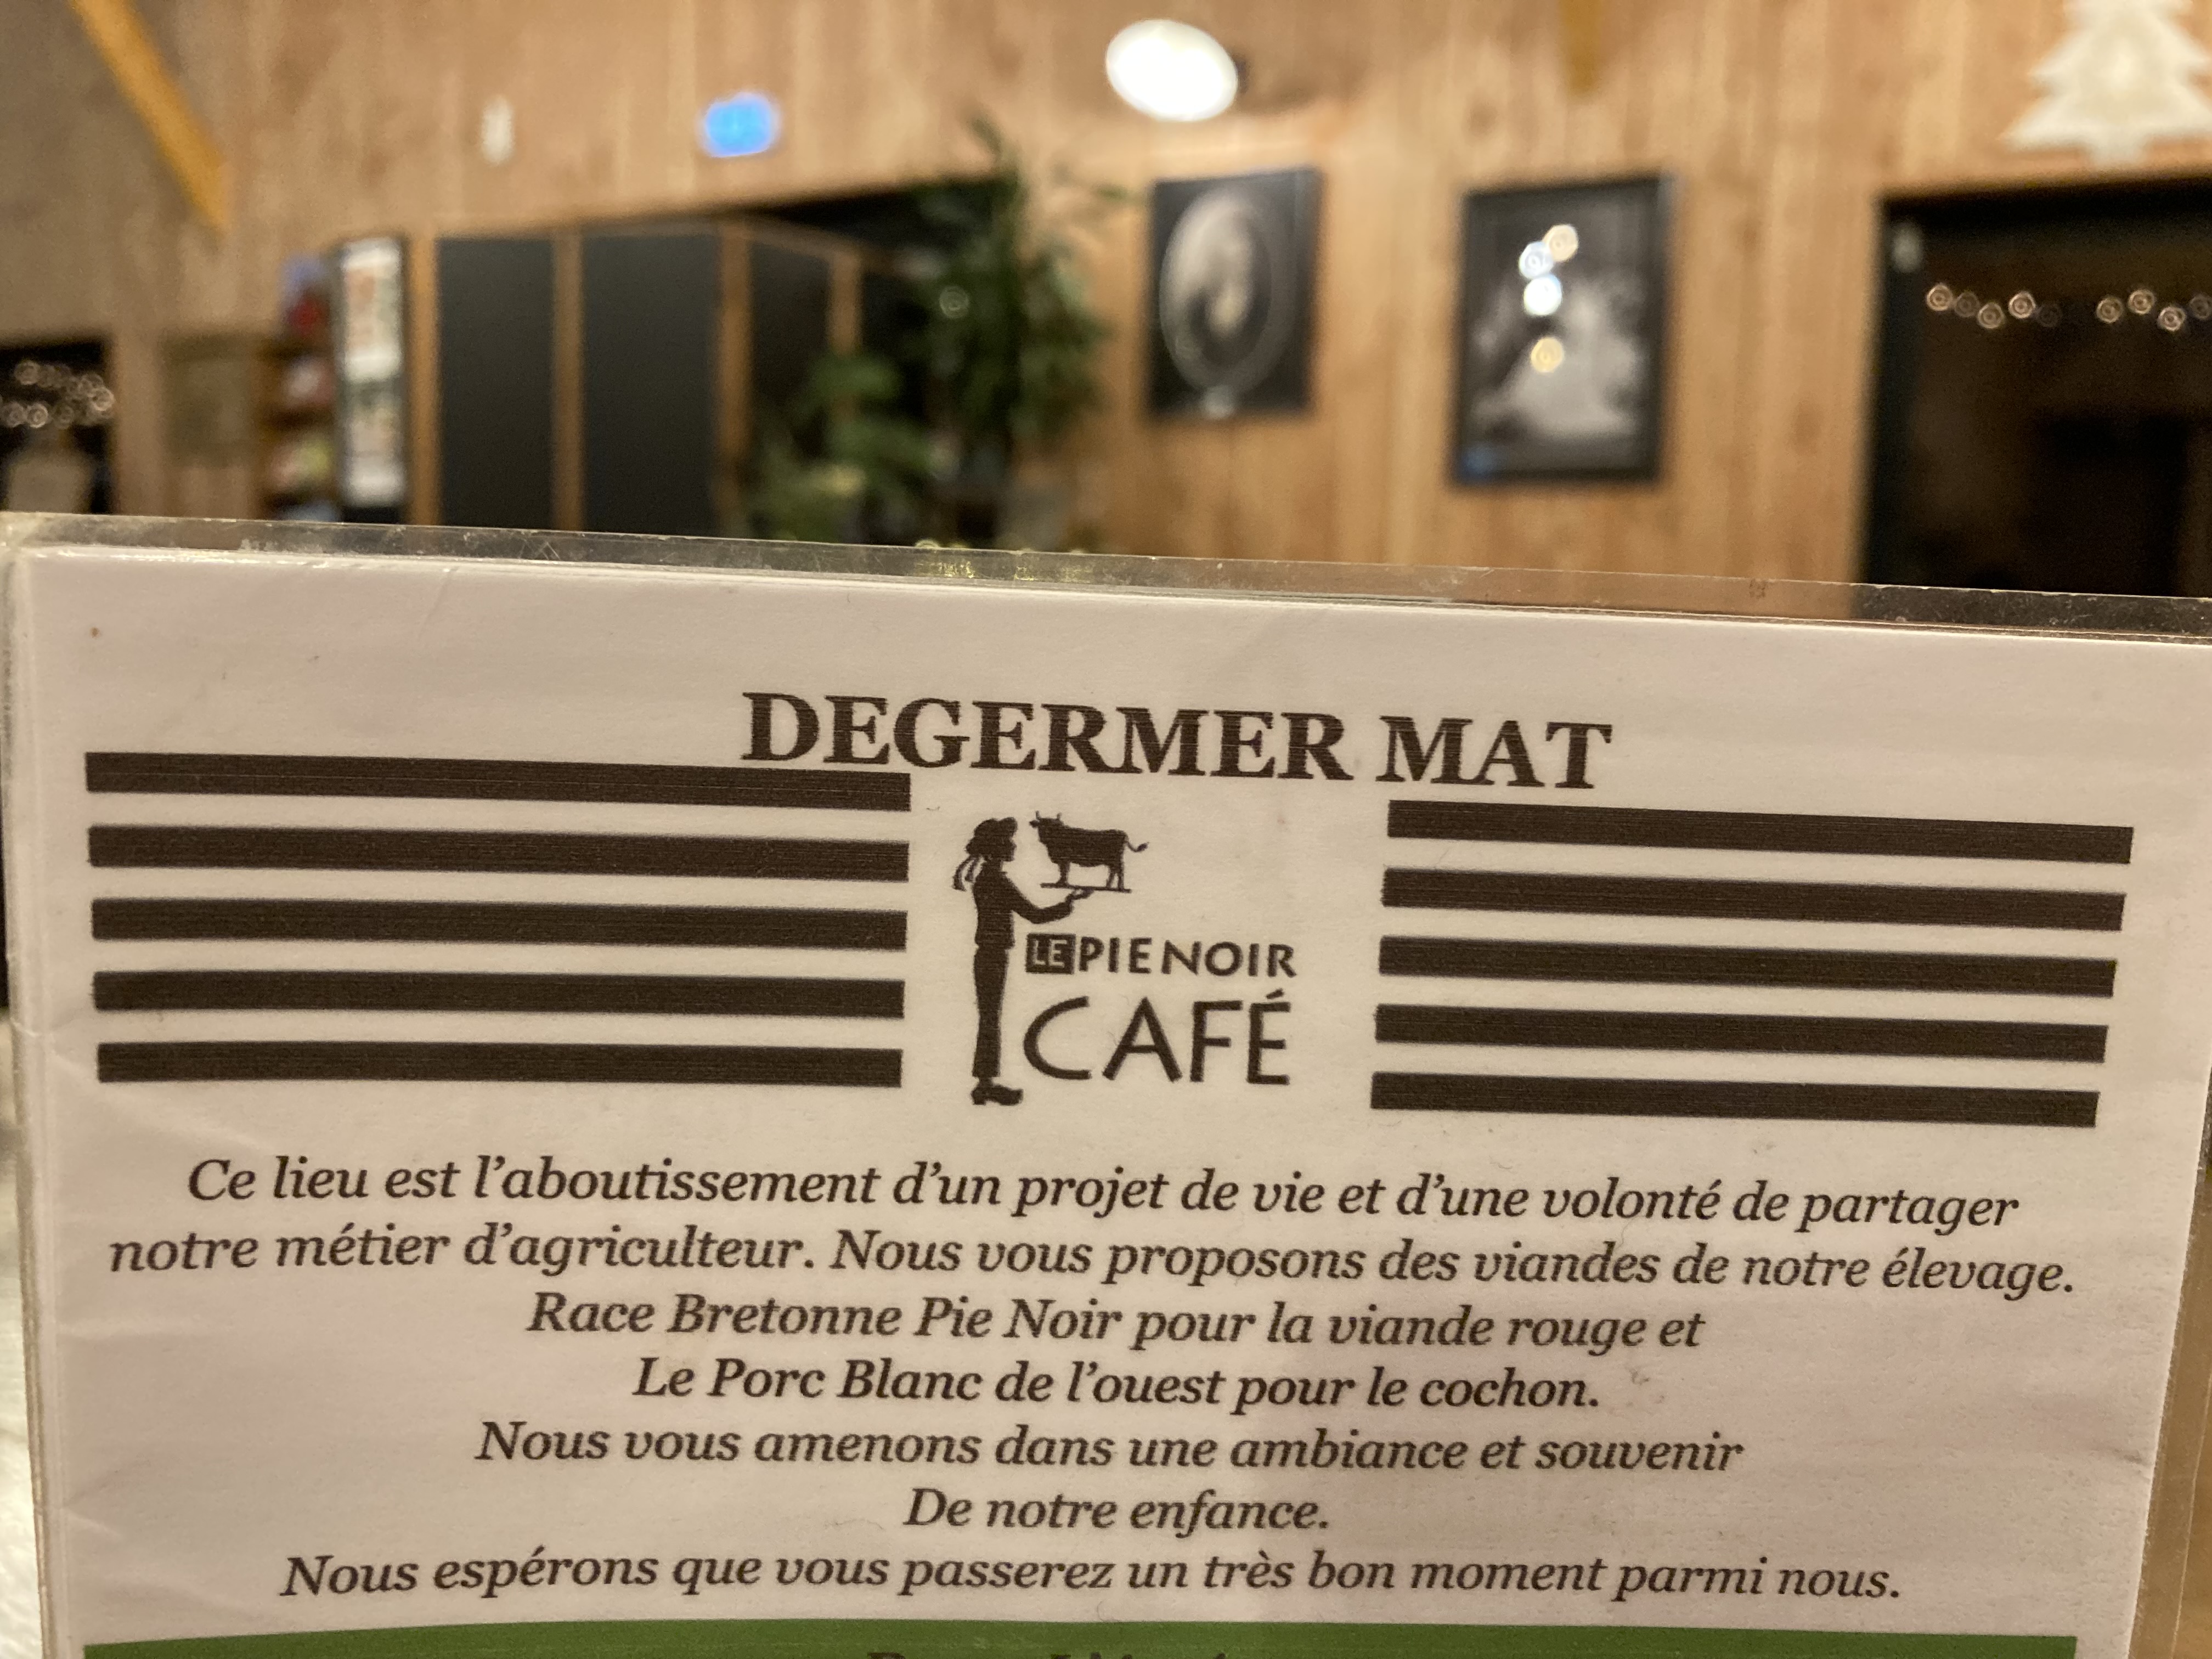 DEGERMER MAT
LE PIE NOIR
CAFÉ
Ce lieu est l'aboutissement d'un projet de vie et d'une volonté de partager
notre métier d'agriculteur. Nous vous proposons des viandes de notre élevage.
Race Bretonne Pie Noir pour la viande rouge et
Le Porc Blanc de l'ouest pour le cochon.
Nous vous amenons dans une ambiance et souvenir
De notre enfance.
Nous espérons que vous passerez un très bon moment parmi nous.